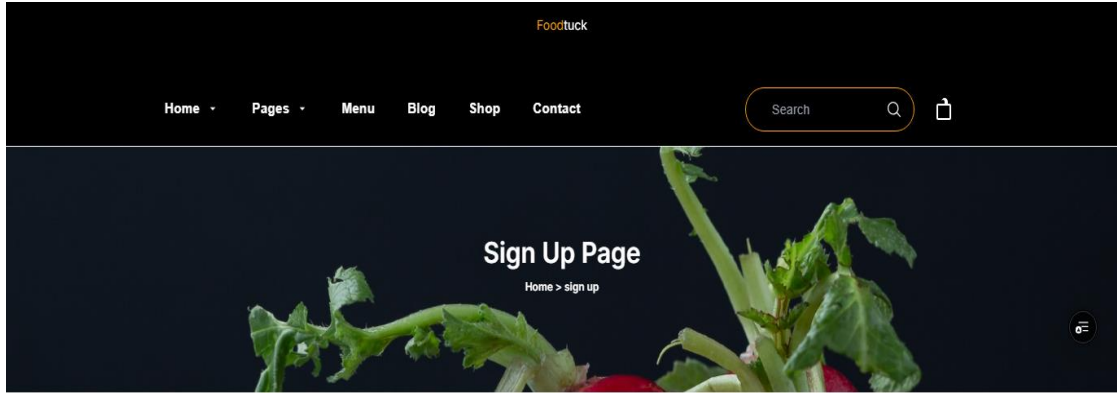 Foodtuck
Home Pages Menu Blog Shop Contact Search
Sign Up Page
Home > sign up